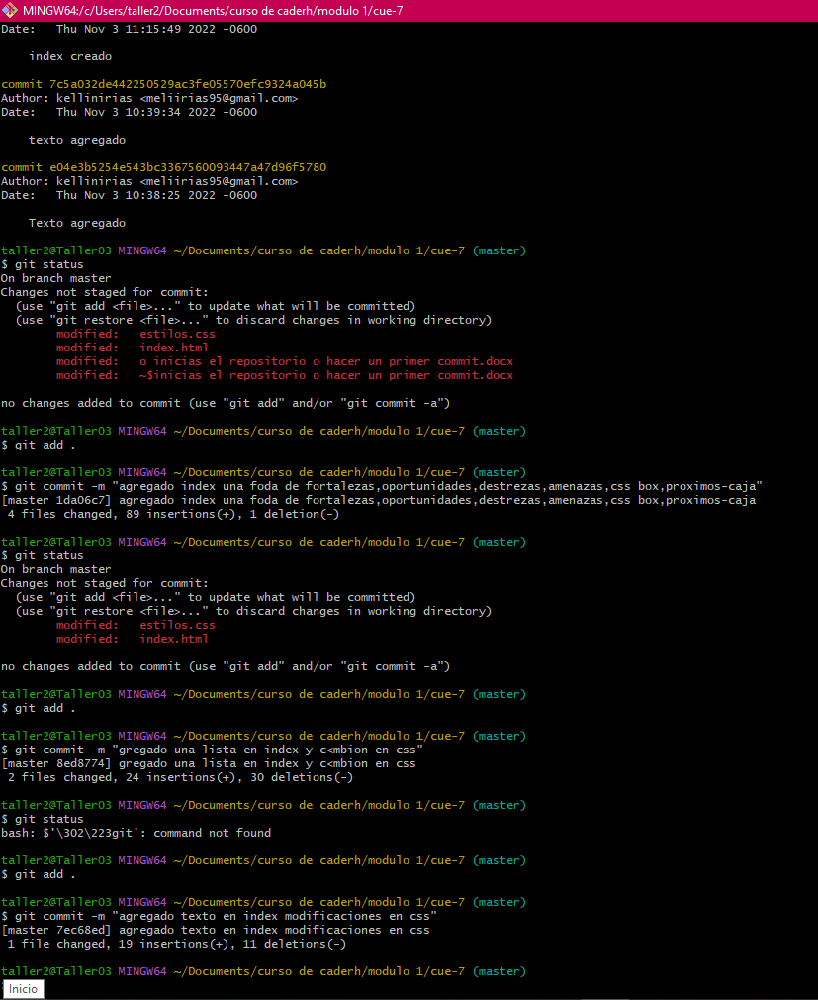 MINGW64:/c/Users/taller2/Documents/curso de caderh/modulo 1/cue-7
Date:   Thu Nov 3 11:15:49 2022 -0600
    index creado
commit 7c5a032de442250529ac3fe05570efc9324a045b
Author: kellinirias <meliirias95@gmail.com>
Date:   Thu Nov 3 10:39:34 2022 -0600
    texto agregado
commit e04e3b5254e543bc3367560093447a47d96f5780
Author: kellinirias <meliirias95@gmail.com>
Date:   Thu Nov 3 10:38:25 2022 -0600
    Texto agregado
taller2@Taller03 MINGW64 ~/Documents/curso de caderh/modulo 1/cue-7 (master)
$ git status
On branch master
Changes not staged for commit:
  (use "git add <file>..." to update what will be committed)
  (use "git restore <file>..." to discard changes in working directory)
        modified:   estilos.css
        modified:   index.html
        modified:   o inicias el repositorio o hacer un primer commit.docx
        modified:   ~$inicias el repositorio o hacer un primer commit.docx
no changes added to commit (use "git add" and/or "git commit -a")
taller2@Taller03 MINGW64 ~/Documents/curso de caderh/modulo 1/cue-7 (master)
$ git add .
taller2@Taller03 MINGW64 ~/Documents/curso de caderh/modulo 1/cue-7 (master)
$ git commit -m "agregado index una foda de fortalezas,oportunidades,destrezas,amenazas,css box,proximos-caja"
[master 1da06c7] agregado index una foda de fortalezas,oportunidades,destrezas,amenazas,css box,proximos-caja
 4 files changed, 89 insertions(+), 1 deletion(-)
taller2@Taller03 MINGW64 ~/Documents/curso de caderh/modulo 1/cue-7 (master)
$ git status
On branch master
Changes not staged for commit:
  (use "git add <file>..." to update what will be committed)
  (use "git restore <file>..." to discard changes in working directory)
        modified:   estilos.css
        modified:   index.html
no changes added to commit (use "git add" and/or "git commit -a")
taller2@Taller03 MINGW64 ~/Documents/curso de caderh/modulo 1/cue-7 (master)
$ git add .
taller2@Taller03 MINGW64 ~/Documents/curso de caderh/modulo 1/cue-7 (master)
$ git commit -m "gregado una lista en index y c<mbion en css"
[master 8ed8774] gregado una lista en index y c<mbion en css
 2 files changed, 24 insertions(+), 30 deletions(-)
taller2@Taller03 MINGW64 ~/Documents/curso de caderh/modulo 1/cue-7 (master)
$ git status
bash: $'\302\223git': command not found
taller2@Taller03 MINGW64 ~/Documents/curso de caderh/modulo 1/cue-7 (master)
$ git add .
taller2@Taller03 MINGW64 ~/Documents/curso de caderh/modulo 1/cue-7 (master)
$ git commit -m "agregado texto en index modificaciones en css"
[master 7ec68ed] agregado texto en index modificaciones en css
 1 file changed, 19 insertions(+), 11 deletions(-)
taller2@Taller03 MINGW64 ~/Documents/curso de caderh/modulo 1/cue-7 (master)
Inicio